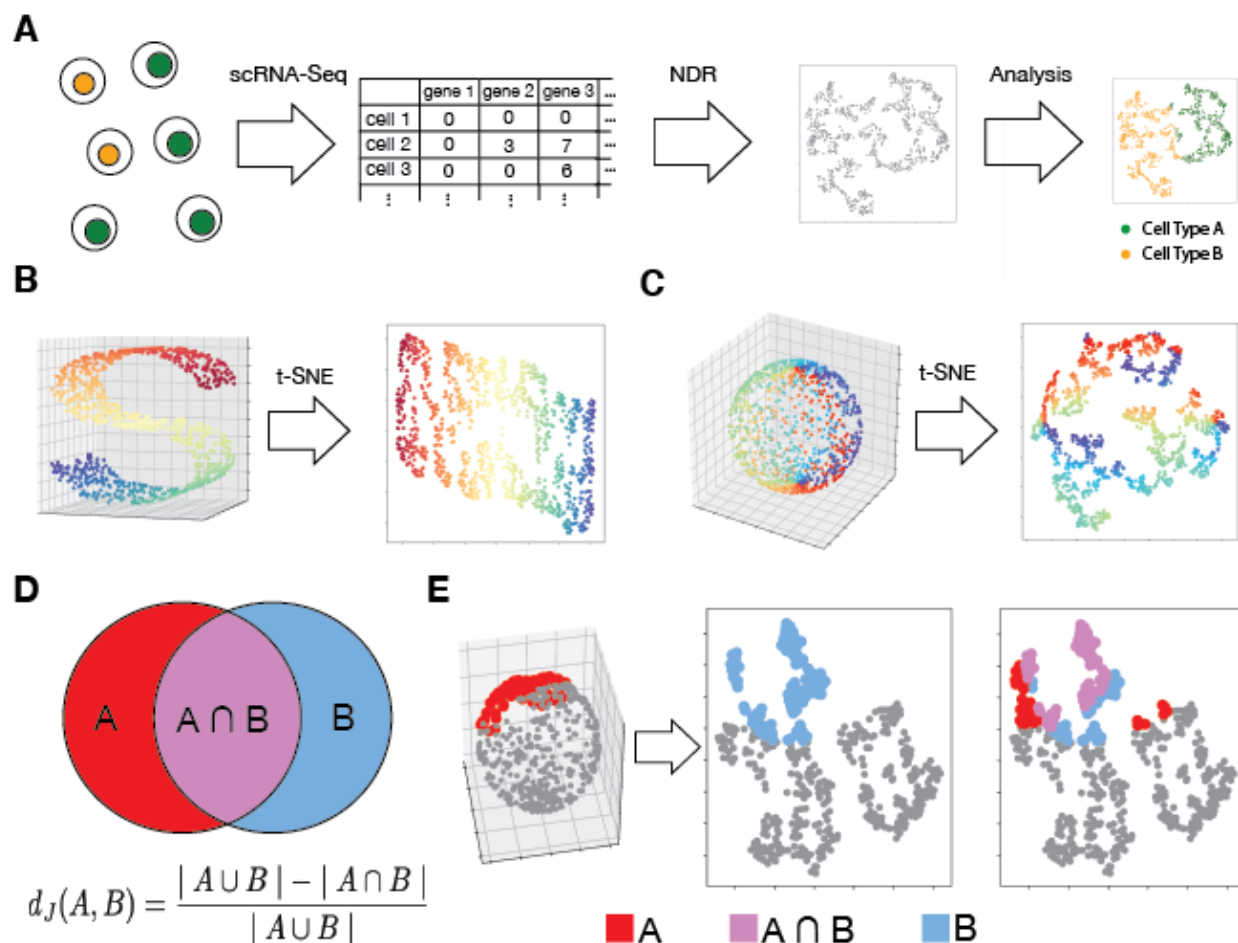 A
scRNA-Seq
NDR
Analysis
gene 1 gene 2 gene 3 ...
cell 1 0 0 0 ...
cell 2 0 3 7 ...
cell 3 0 0 6 ...
⋮ ⋮ ⋮ ⋮
Cell Type A
Cell Type B
B
t-SNE
C
t-SNE
D
A A ∩ B B
d_J(A, B) = (| A ∪ B | − | A ∩ B |) / | A ∪ B |
E
A A ∩ B B